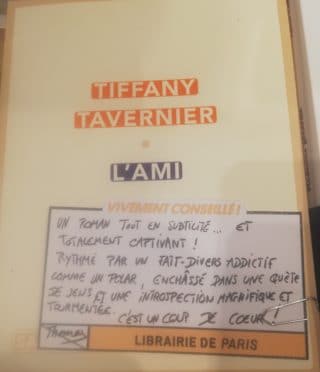 TIFFANY
TAVERNIER
L'AMI
VIVEMENT CONSEILLÉ!
UN ROMAN TOUT EN SUBTILITÉ... ET
TOTALEMENT CAPTIVANT !
RYTHMÉ PAR UN FAIT-DIVERS ADDICTIF
COMME UN POLAR, ENCHÂSSÉ DANS UNE QUÊTE
DE SENS ET UNE INTROSPECTION MAGNIFIQUE ET
TOURMENTÉE.
C'EST UN COUP DE COEUR !
Thomas
LIBRAIRIE DE PARIS